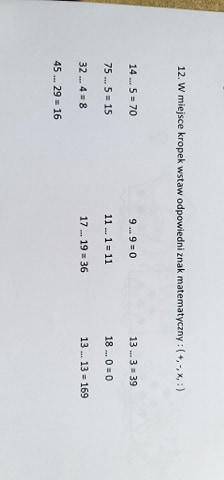 12. W miejsce kropek wstaw odpowiedni znak matematyczny : ( +, -, x, : )
14 ... 5 = 70 9 ... 9 = 0 13 ... 3 = 39
75 ... 5 = 15 11 ... 1 = 11 18 ... 0 = 0
32 ... 4 = 8 17 ... 19 = 36 13 ... 13 = 169
45 ... 29 = 16